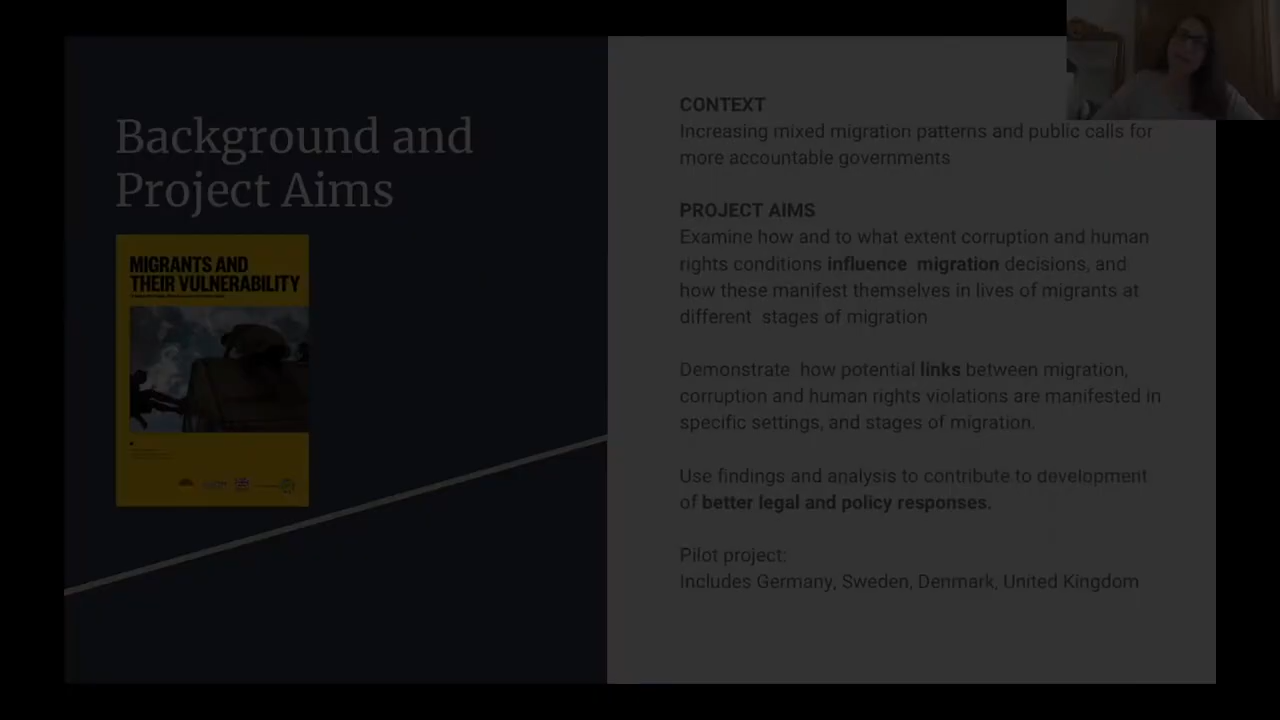 Background and
Project Aims
MIGRANTS AND
THEIR VULNERABILITY
CONTEXT
Increasing mixed migration patterns and public calls for
more accountable governments
PROJECT AIMS
Examine how and to what extent corruption and human
rights conditions influence migration decisions, and
how these manifest themselves in lives of migrants at
different stages of migration
Demonstrate how potential links between migration,
corruption and human rights violations are manifested in
specific settings, and stages of migration.
Use findings and analysis to contribute to development
of better legal and policy responses.
Pilot project:
Includes Germany, Sweden, Denmark, United Kingdom